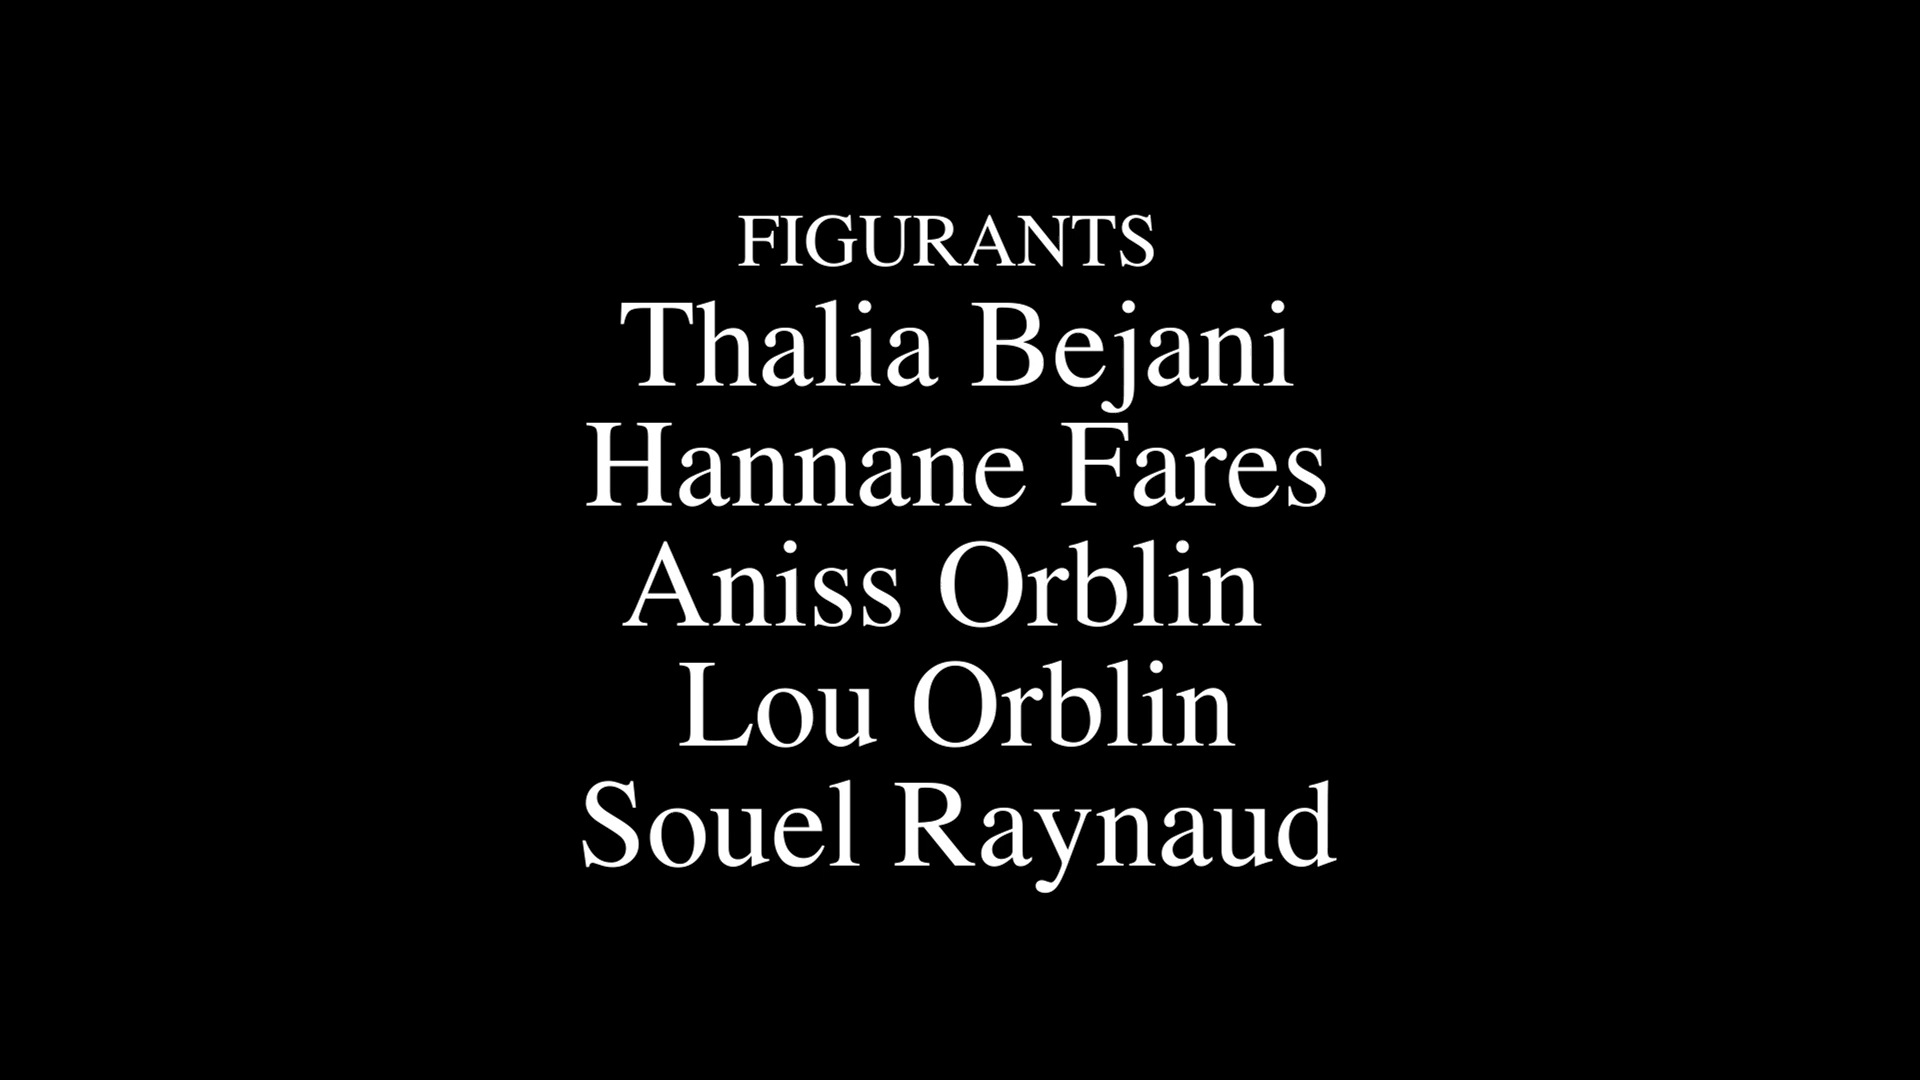 FIGURANTS
Thalia Bejani
Hannane Fares
Aniss Orblin
Lou Orblin
Souel Raynaud